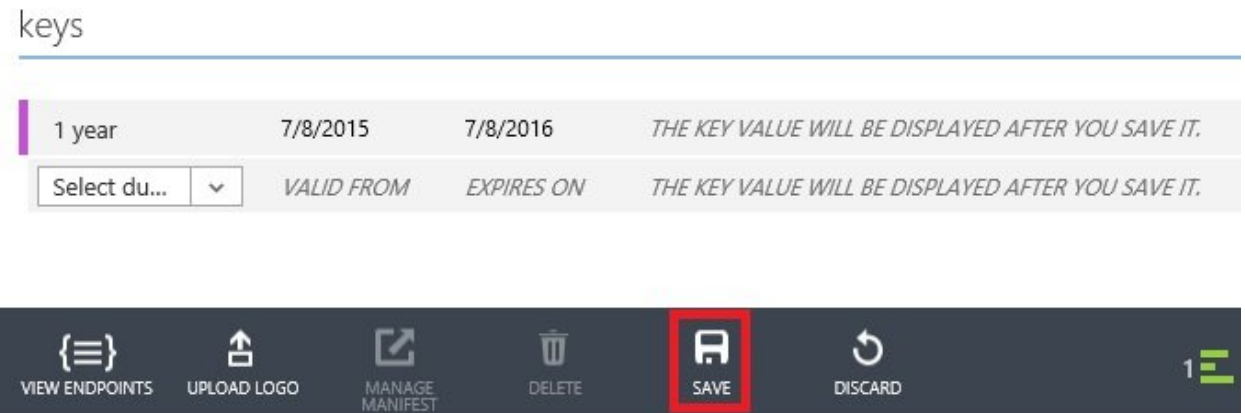 keys
1 year 7/8/2015 7/8/2016 THE KEY VALUE WILL BE DISPLAYED AFTER YOU SAVE IT.
Select du... VALID FROM EXPIRES ON THE KEY VALUE WILL BE DISPLAYED AFTER YOU SAVE IT.
VIEW ENDPOINTS UPLOAD LOGO MANAGE MANIFEST DELETE SAVE DISCARD 1